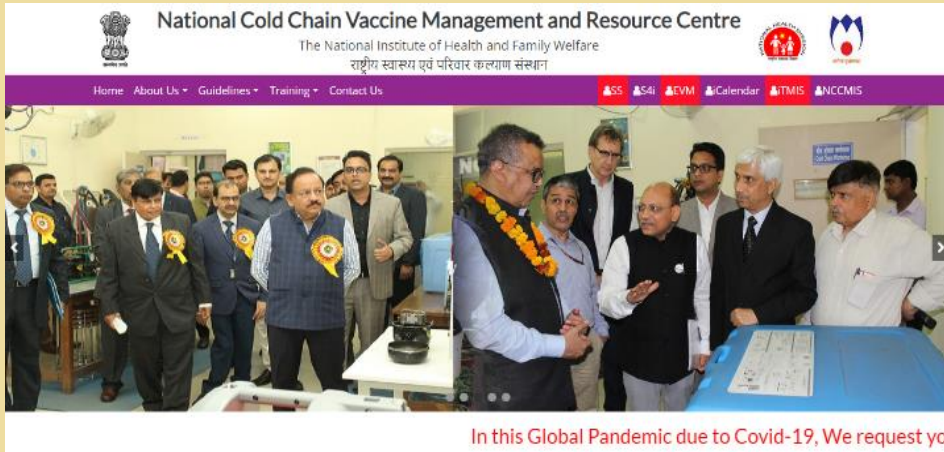 National Cold Chain Vaccine Management and Resource Centre
The National Institute of Health and Family Welfare
राष्ट्रीय स्वास्थ्य एवं परिवार कल्याण संस्थान
Home About Us Guidelines Training Contact Us SS S4i EVM iCalendar iTMIS NCCMIS
In this Global Pandemic due to Covid-19, We request yo